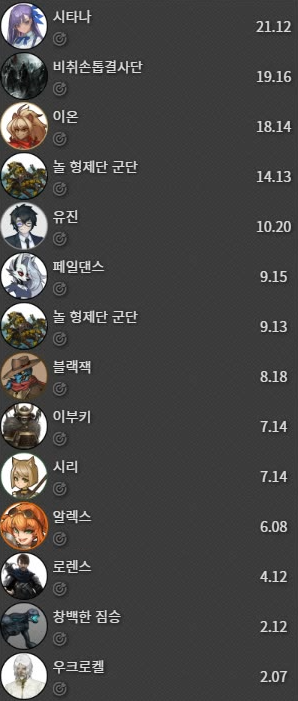 시타나
21.12
비취손톱결사단
19.16
이온
18.14
놀 형제단 군단
14.13
유진
10.20
페일댄스
9.15
놀 형제단 군단
9.13
블랙잭
8.18
이부키
7.14
시리
7.14
알렉스
6.08
로렌스
4.12
창백한 짐승
2.12
우크로켈
2.07